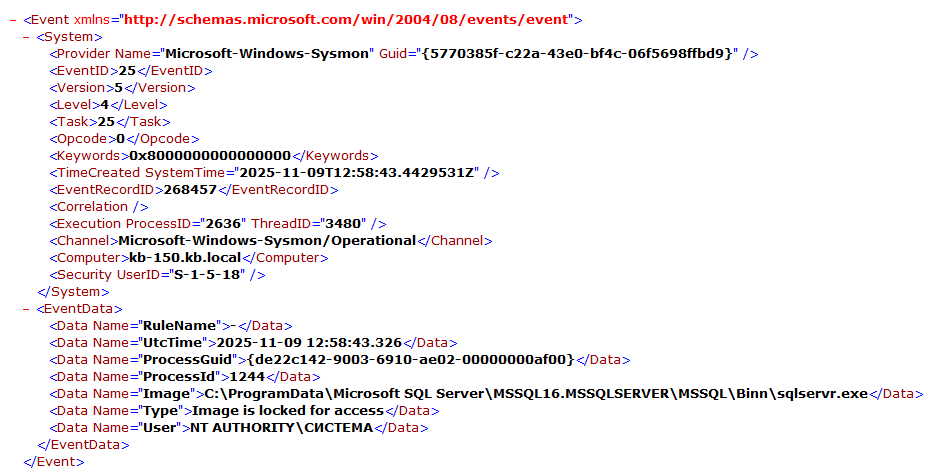 – <Event xmlns="http://schemas.microsoft.com/win/2004/08/events/event">
– <System>
<Provider Name="Microsoft-Windows-Sysmon" Guid="{5770385f-c22a-43e0-bf4c-06f5698ffbd9}" />
<EventID>25</EventID>
<Version>5</Version>
<Level>4</Level>
<Task>25</Task>
<Opcode>0</Opcode>
<Keywords>0x8000000000000000</Keywords>
<TimeCreated SystemTime="2025-11-09T12:58:43.4429531Z" />
<EventRecordID>268457</EventRecordID>
<Correlation />
<Execution ProcessID="2636" ThreadID="3480" />
<Channel>Microsoft-Windows-Sysmon/Operational</Channel>
<Computer>kb-150.kb.local</Computer>
<Security UserID="S-1-5-18" />
</System>
– <EventData>
<Data Name="RuleName">-</Data>
<Data Name="UtcTime">2025-11-09 12:58:43.326</Data>
<Data Name="ProcessGuid">{de22c142-9003-6910-ae02-00000000af00}</Data>
<Data Name="ProcessId">1244</Data>
<Data Name="Image">C:\ProgramData\Microsoft SQL Server\MSSQL16.MSSQLSERVER\MSSQL\Binn\sqlservr.exe</Data>
<Data Name="Type">Image is locked for access</Data>
<Data Name="User">NT AUTHORITY\СИСТЕМА</Data>
</EventData>
</Event>